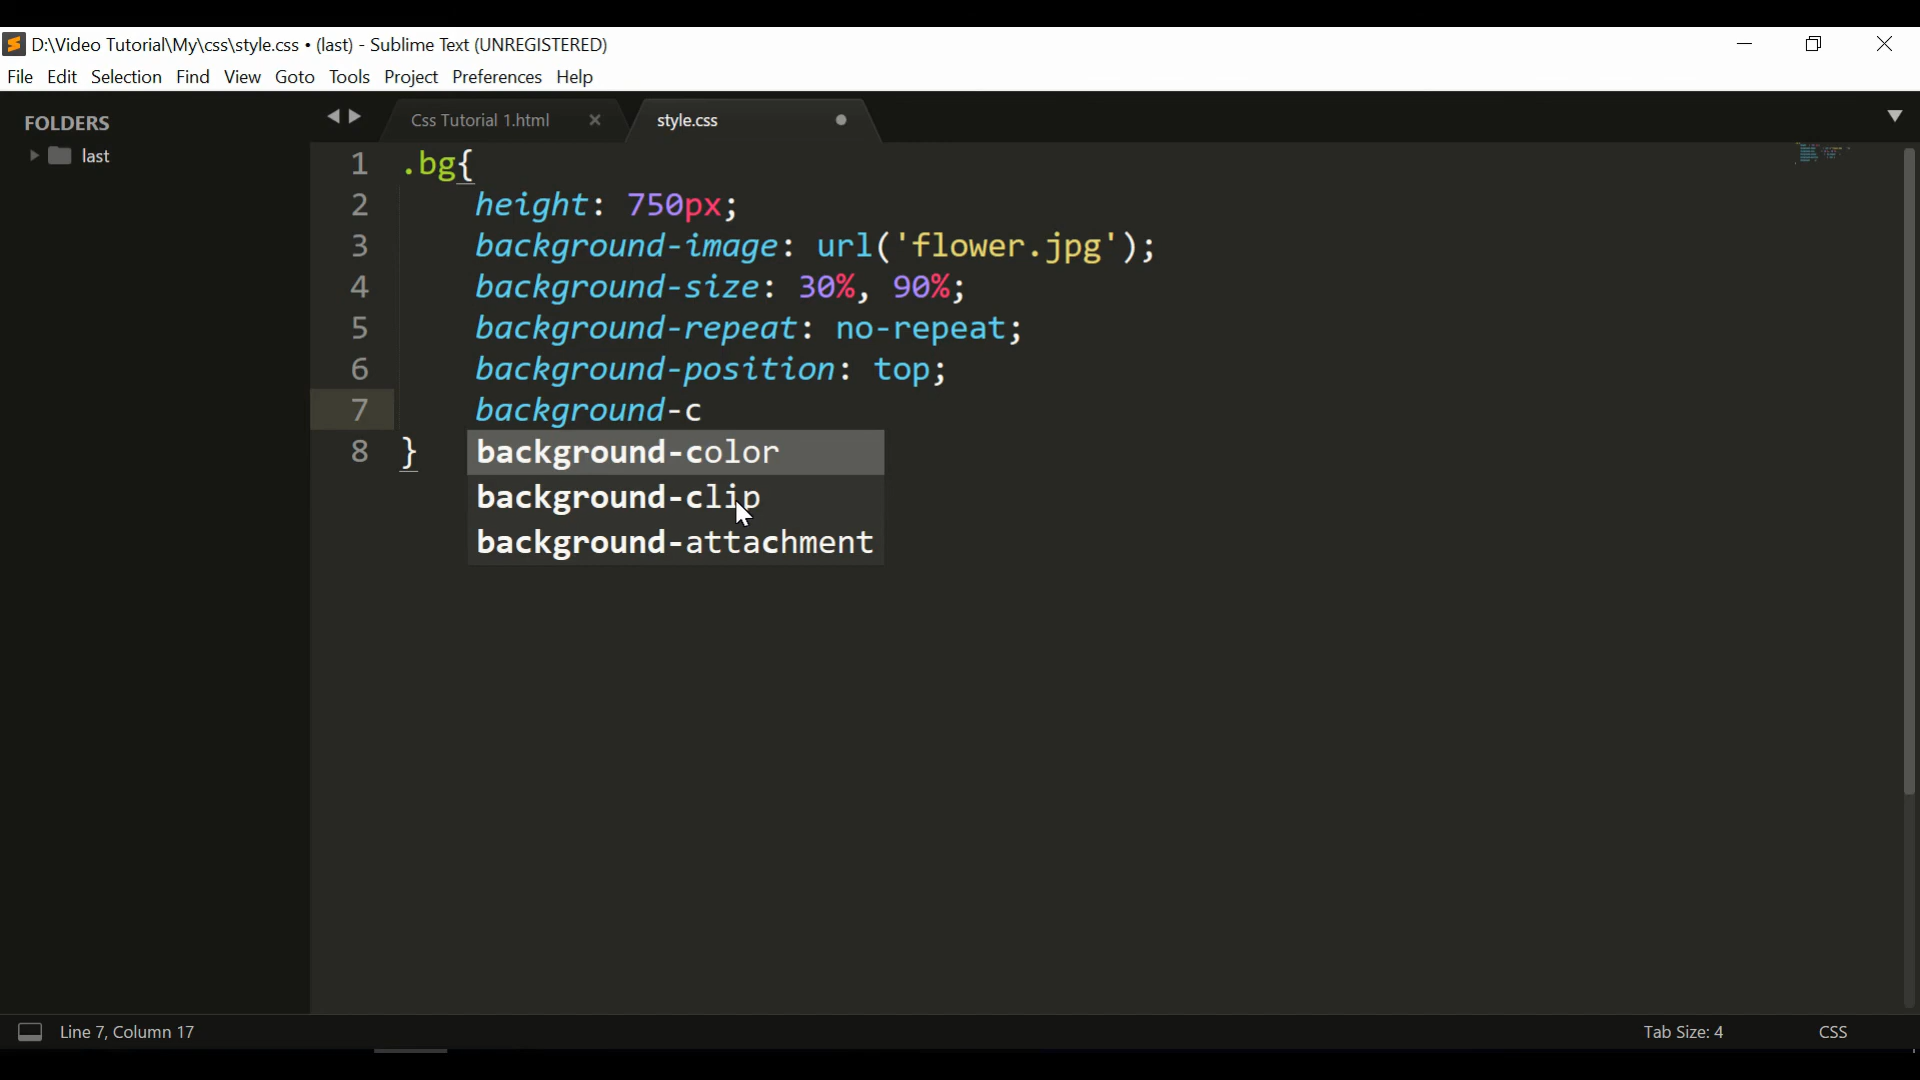 D:\Video Tutorial\My\css\style.css • (last) - Sublime Text (UNREGISTERED)
File Edit Selection Find View Goto Tools Project Preferences Help
FOLDERS
last
Css Tutorial 1.html
style.css
1 .bg{
2 height: 750px;
3 background-image: url('flower.jpg');
4 background-size: 30%, 90%;
5 background-repeat: no-repeat;
6 background-position: top;
7 background-c
8 }
background-color
background-clip
background-attachment
Line 7, Column 17
Tab Size: 4
CSS